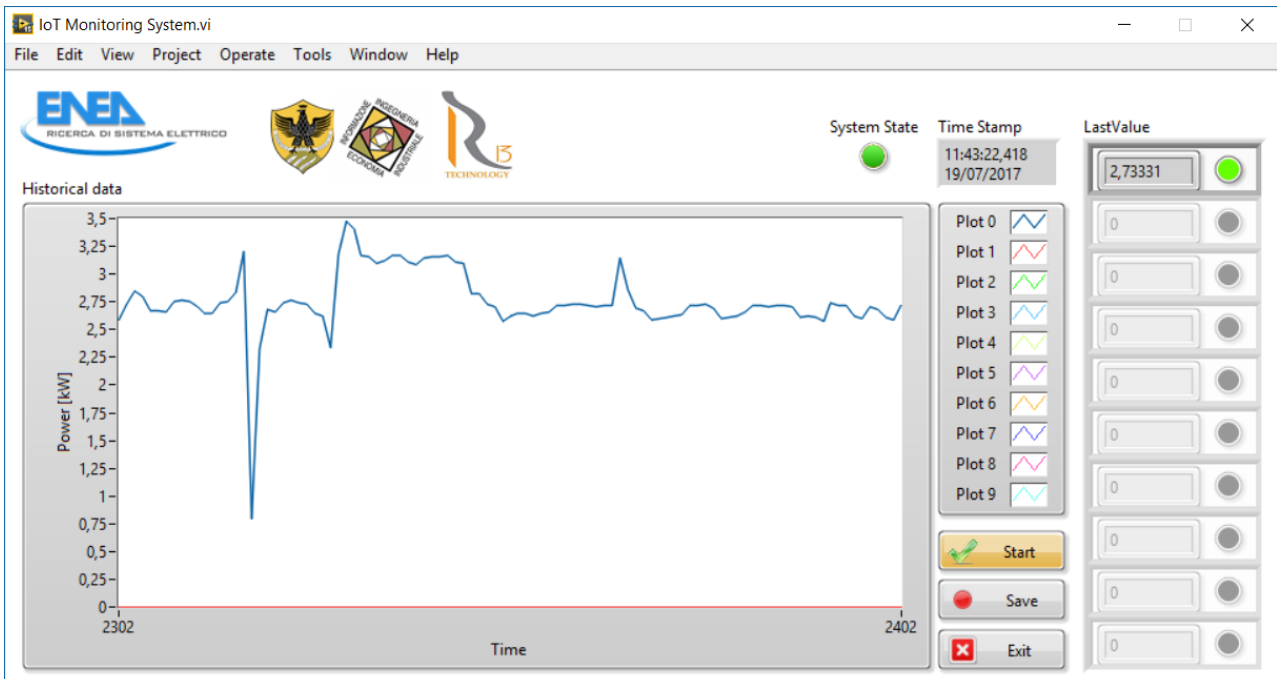 IoT Monitoring System.vi
File Edit View Project Operate Tools Window Help
ENEA
RICERCA DI SISTEMA ELETTRICO
INGEGNERIA
INFORMAZIONE
INDUSTRIALE
ECONOMIA
R
13
TECHNOLOGY
System State
Time Stamp
11:43:22,418
19/07/2017
LastValue
2,73331
0
0
0
0
0
0
0
0
0
Historical data
Power [kW]
3,5
3,25
3
2,75
2,5
2,25
2
1,75
1,5
1,25
1
0,75
0,5
0,25
0
2302
2402
Time
Plot 0
Plot 1
Plot 2
Plot 3
Plot 4
Plot 5
Plot 6
Plot 7
Plot 8
Plot 9
Start
Save
Exit